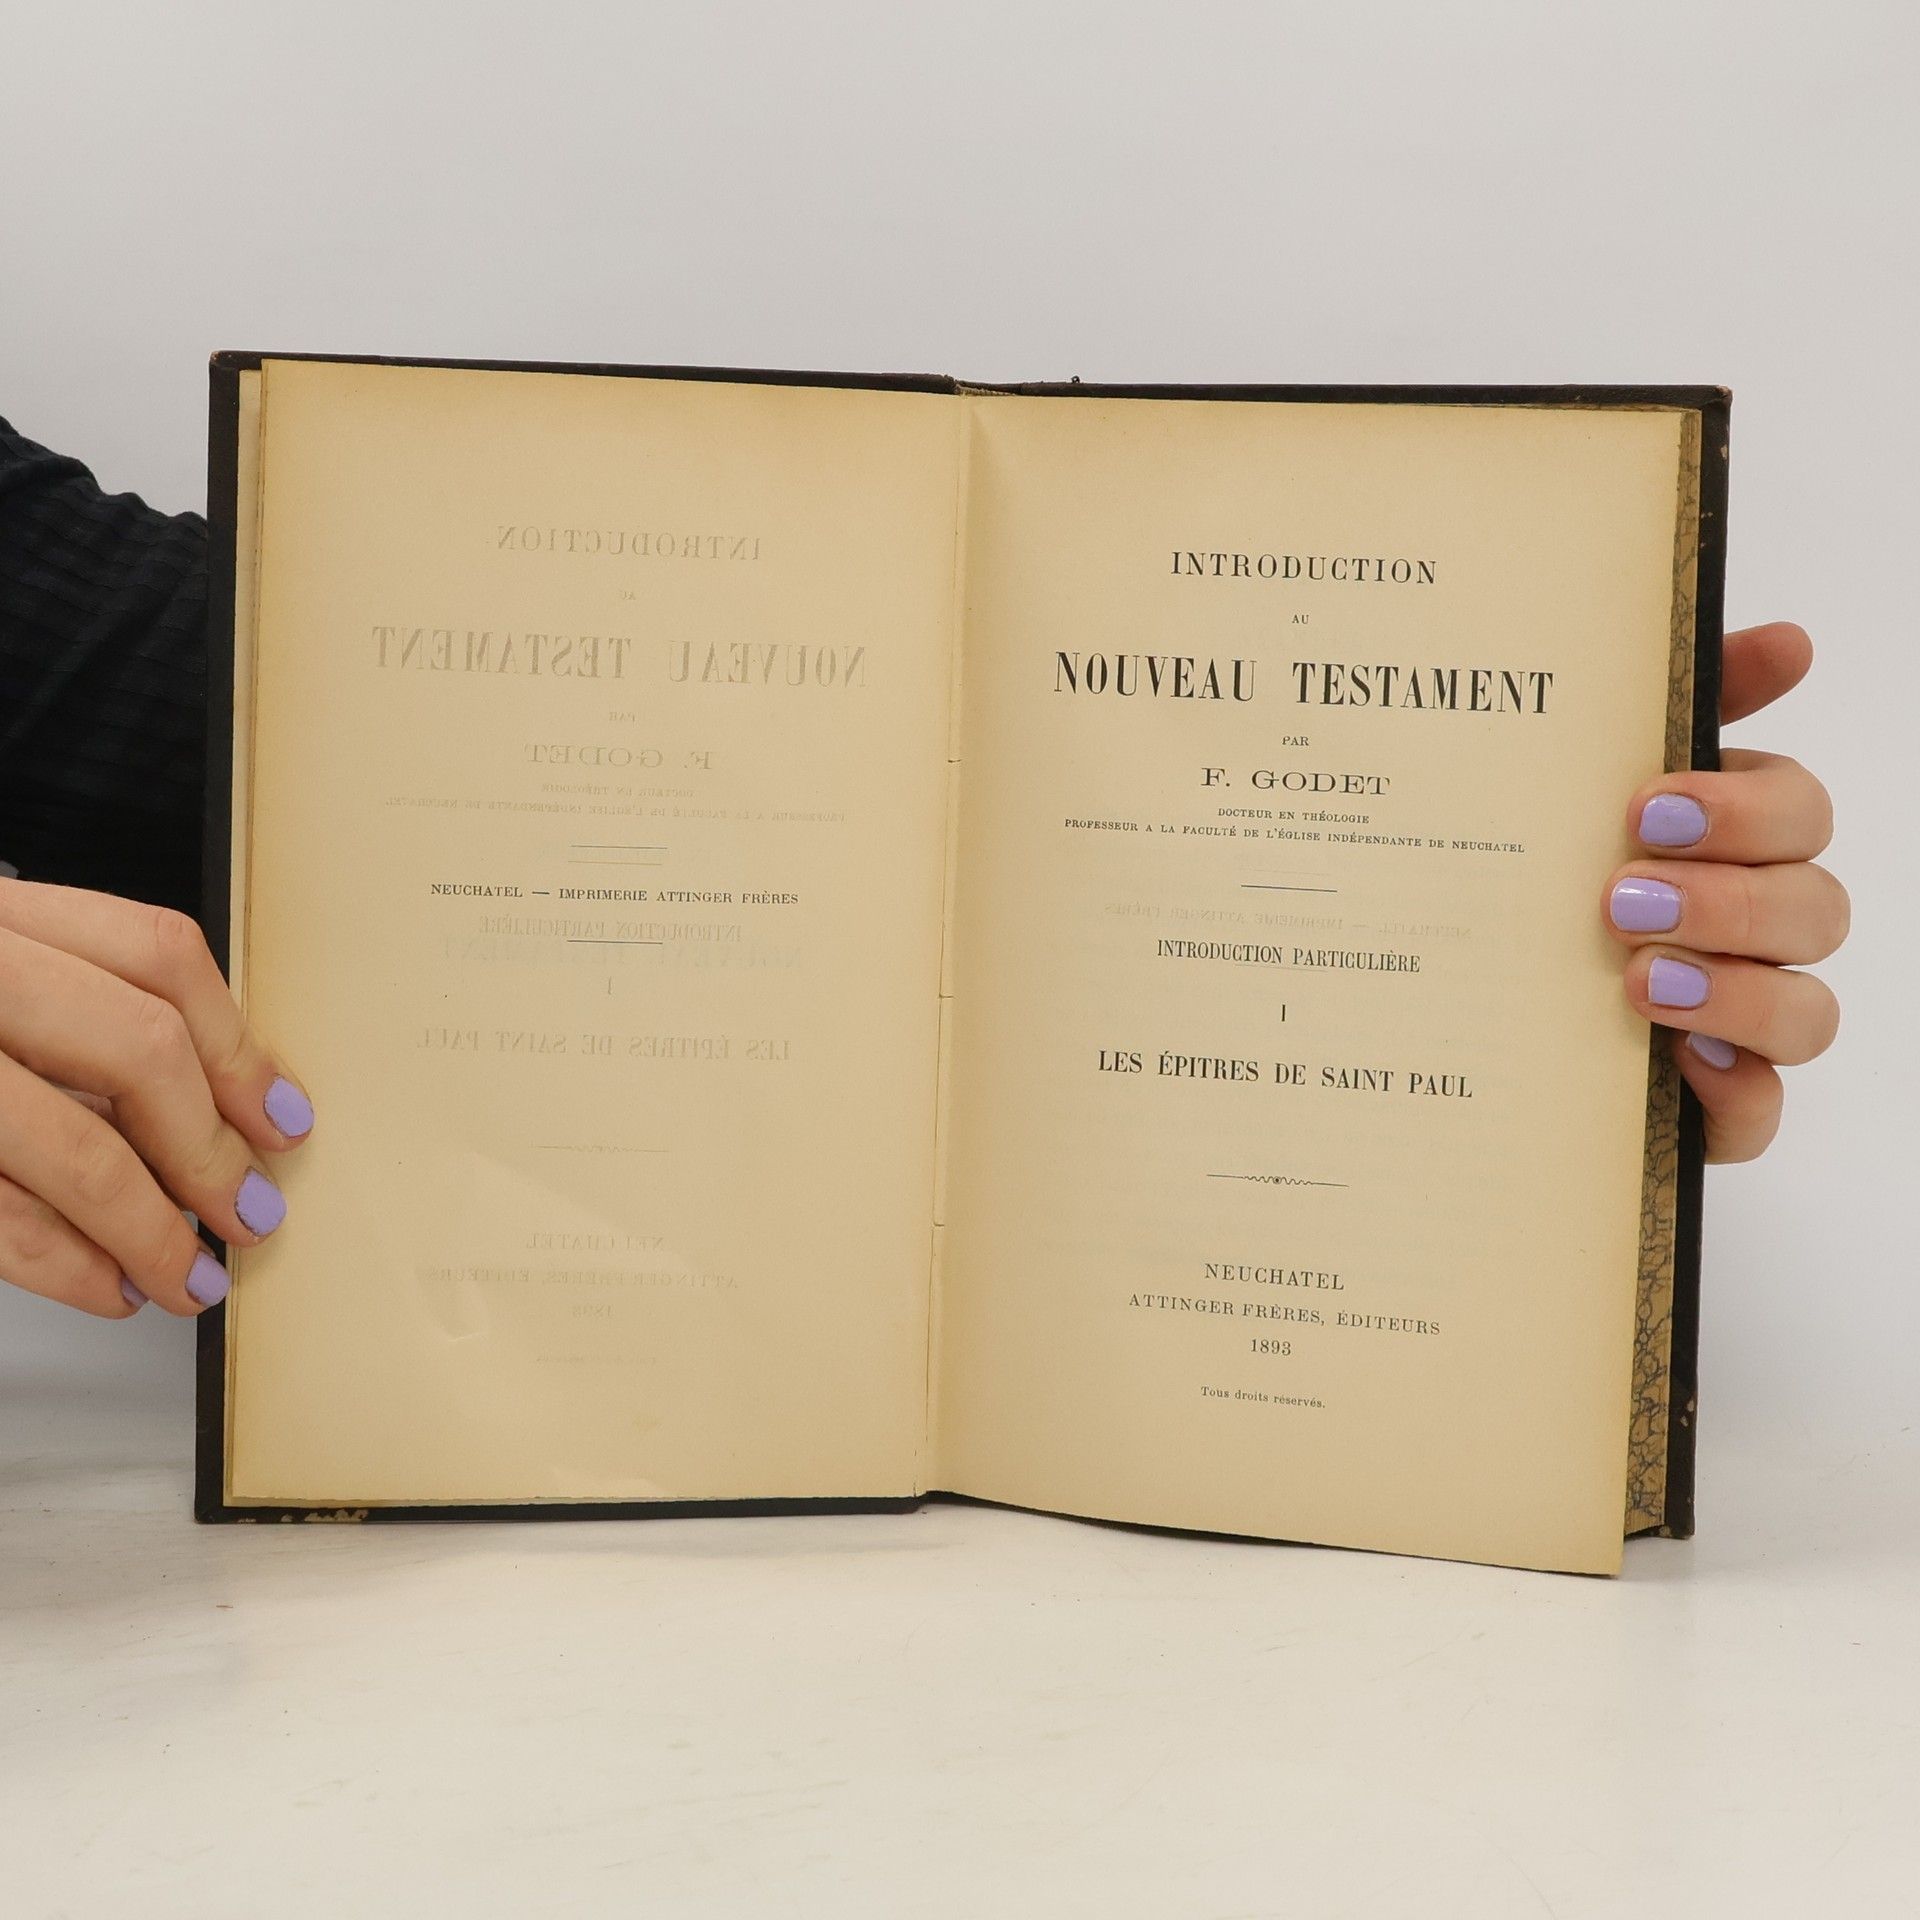 NEUCHATEL — IMPRIMERIE ATTINGER FRÈRES
INTRODUCTION
AU
NOUVEAU TESTAMENT
PAR
F. GODET
DOCTEUR EN THÉOLOGIE
PROFESSEUR A LA FACULTÉ DE L'ÉGLISE INDÉPENDANTE DE NEUCHATEL
INTRODUCTION PARTICULIÈRE
I
LES ÉPITRES DE SAINT PAUL
NEUCHATEL
ATTINGER FRÈRES, ÉDITEURS
1893
Tous droits réservés.